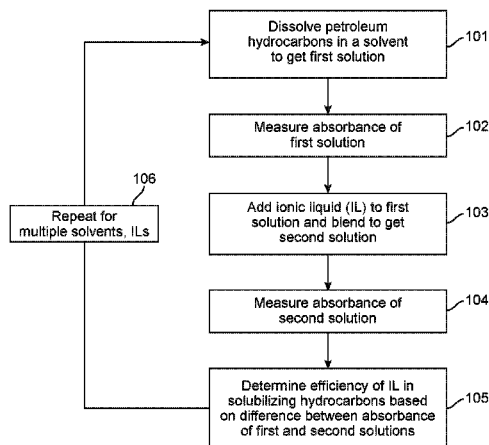 Dissolve petroleum
hydrocarbons in a solvent
to get first solution
101
Measure absorbance of
first solution
102
106
Repeat for
multiple solvents, ILs
Add ionic liquid (IL) to first
solution and blend to get
second solution
103
Measure absorbance of
second solution
104
Determine efficiency of IL in
solubilizing hydrocarbons based
on difference between absorbance
of first and second solutions
105